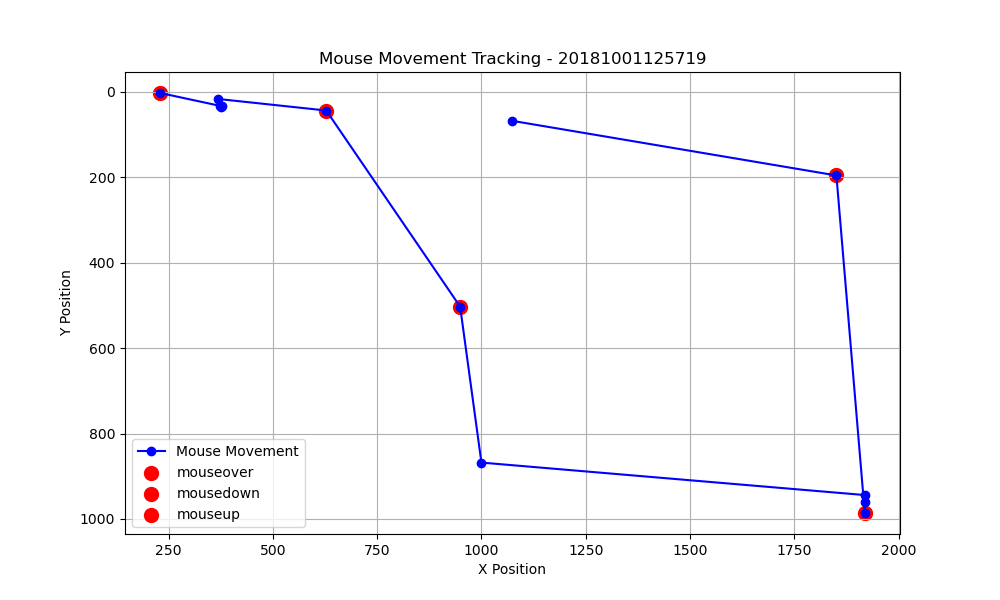 Mouse Movement Tracking - 20181001125719
0
200
400
600
800
1000
Y Position
Mouse Movement
mouseover
mousedown
mouseup
250
500
750
1000
1250
1500
1750
2000
X Position